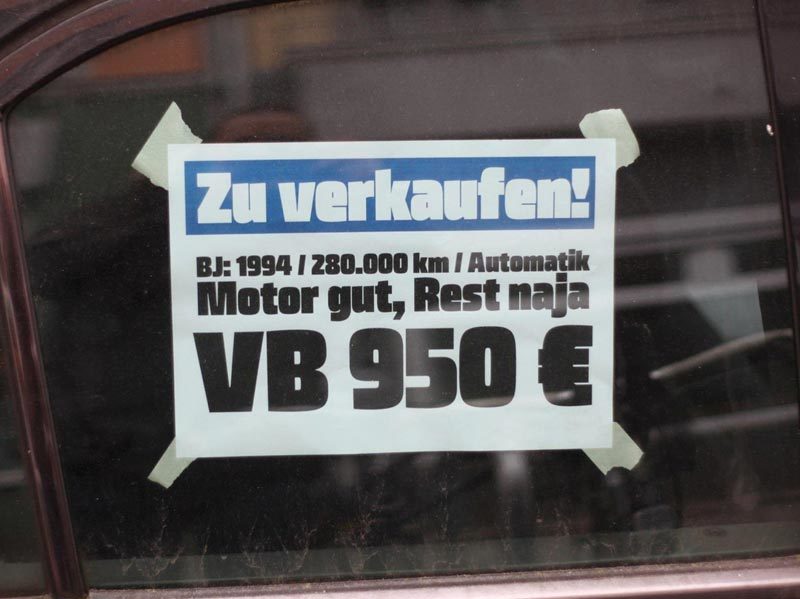 Zu verkaufen!
BJ: 1994 / 280.000 km / Automatik
Motor gut, Rest naja
VB 950 €